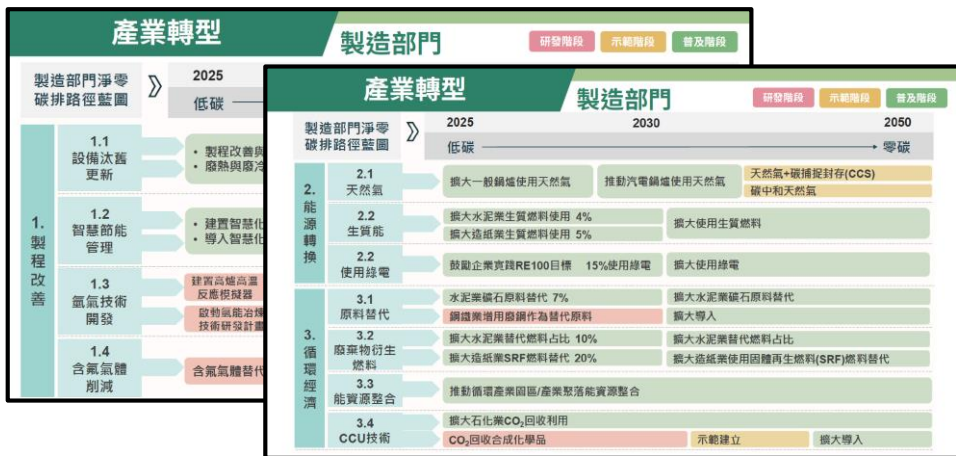 產業轉型
製造部門
研發階段
示範階段
普及階段
製造部門淨零
碳排路徑藍圖
2025
低碳
1.
製程改善
1.1
設備汰舊
更新
• 製程改善與
• 廢熱與廢冷
1.2
智慧節能
管理
• 建置智慧化
• 導入智慧化
1.3
氫氣技術
開發
建置高爐高溫
反應模擬器
啟動氫能冶煉
技術研發計畫
1.4
含氟氣體
削減
含氟氣體替代
產業轉型
製造部門
研發階段
示範階段
普及階段
製造部門淨零
碳排路徑藍圖
2025
2030
2050
低碳
零碳
2.
能源轉換
2.1
天然氣
擴大一般鍋爐使用天然氣
推動汽電鍋爐使用天然氣
天然氣+碳捕捉封存(CCS)
碳中和天然氣
2.2
生質能
擴大水泥業生質燃料使用 4%
擴大造紙業生質燃料使用 5%
擴大使用生質燃料
2.2
使用綠電
鼓勵企業實踐RE100目標 15%使用綠電
擴大使用綠電
3.
循環經濟
3.1
原料替代
水泥業礦石原料替代 7%
擴大水泥業礦石原料替代
鋼鐵業增用廢鋼作為替代原料
擴大導入
3.2
廢棄物衍生
燃料
擴大水泥業替代燃料占比 10%
擴大水泥業替代燃料占比
擴大造紙業SRF燃料替代 20%
擴大造紙業使用固體再生燃料(SRF)燃料替代
3.3
能資源整合
推動循環產業園區/產業聚落能資源整合
3.4
CCU技術
擴大石化業CO₂回收利用
CO₂回收合成化學品
示範建立
擴大導入